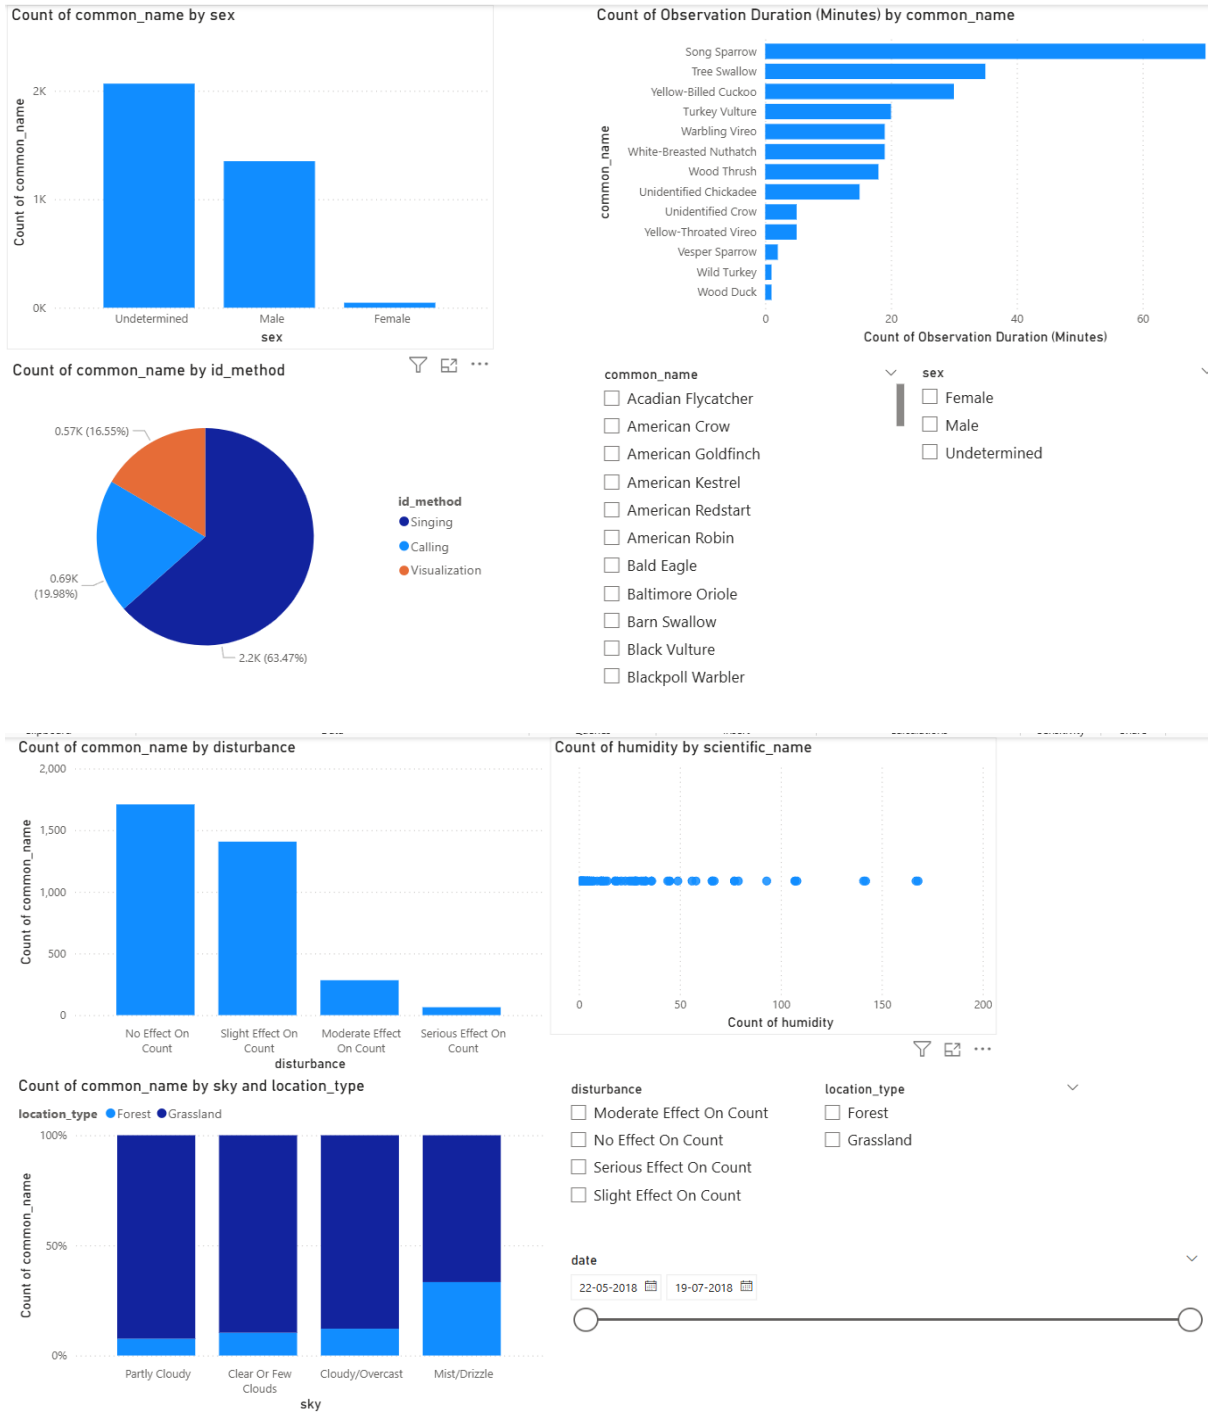 Count of common_name by sex
Count of common_name
2K
1K
0K
Undetermined
Male
Female
sex
Count of Observation Duration (Minutes) by common_name
common_name
Song Sparrow
Tree Swallow
Yellow-Billed Cuckoo
Turkey Vulture
Warbling Vireo
White-Breasted Nuthatch
Wood Thrush
Unidentified Chickadee
Unidentified Crow
Yellow-Throated Vireo
Vesper Sparrow
Wild Turkey
Wood Duck
0
20
40
60
Count of Observation Duration (Minutes)
Count of common_name by id_method
0.57K (16.55%)
0.69K
(19.98%)
2.2K (63.47%)
id_method
Singing
Calling
Visualization
common_name
Acadian Flycatcher
American Crow
American Goldfinch
American Kestrel
American Redstart
American Robin
Bald Eagle
Baltimore Oriole
Barn Swallow
Black Vulture
Blackpoll Warbler
sex
Female
Male
Undetermined
Count of common_name by disturbance
Count of common_name
2,000
1,500
1,000
500
0
No Effect On
Count
Slight Effect On
Count
Moderate Effect
On Count
Serious Effect On
Count
disturbance
Count of humidity by scientific_name
0
50
100
150
200
Count of humidity
Count of common_name by sky and location_type
location_type
Forest
Grassland
Count of common_name
100%
50%
0%
Partly Cloudy
Clear Or Few
Clouds
Cloudy/Overcast
Mist/Drizzle
sky
disturbance
Moderate Effect On Count
No Effect On Count
Serious Effect On Count
Slight Effect On Count
location_type
Forest
Grassland
date
22-05-2018
19-07-2018